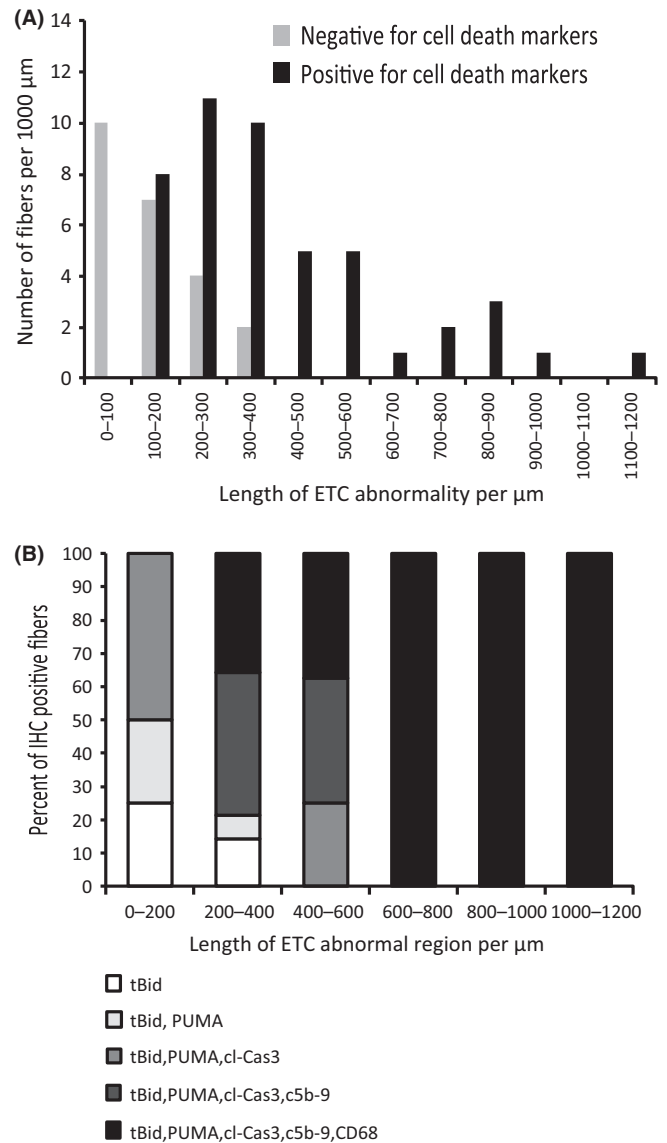 (A)
14
12
10
8
6
4
2
0
Number of fibers per 1000 µm
Negative for cell death markers
Positive for cell death markers
0–100
100–200
200–300
300–400
400–500
500–600
600–700
700–800
800–900
900–1000
1000–1100
1100–1200
Length of ETC abnormality per µm
(B)
100
90
80
70
60
50
40
30
20
10
0
Percent of IHC positive fibers
0–200 200–400 400–600 600–800 800–1000 1000–1200
Length of ETC abnormal region per µm
tBid
tBid, PUMA
tBid,PUMA,cl-Cas3
tBid,PUMA,cl-Cas3,c5b-9
tBid,PUMA,cl-Cas3,c5b-9,CD68